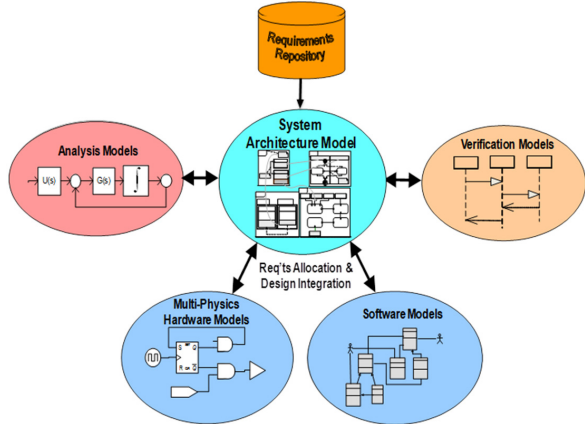 Requirements
Repository
System
Architecture Model
Analysis Models
U(s)
G(s)
Verification Models
Req'ts Allocation &
Design Integration
Multi-Physics
Hardware Models
S
Q
R
Q
Software Models